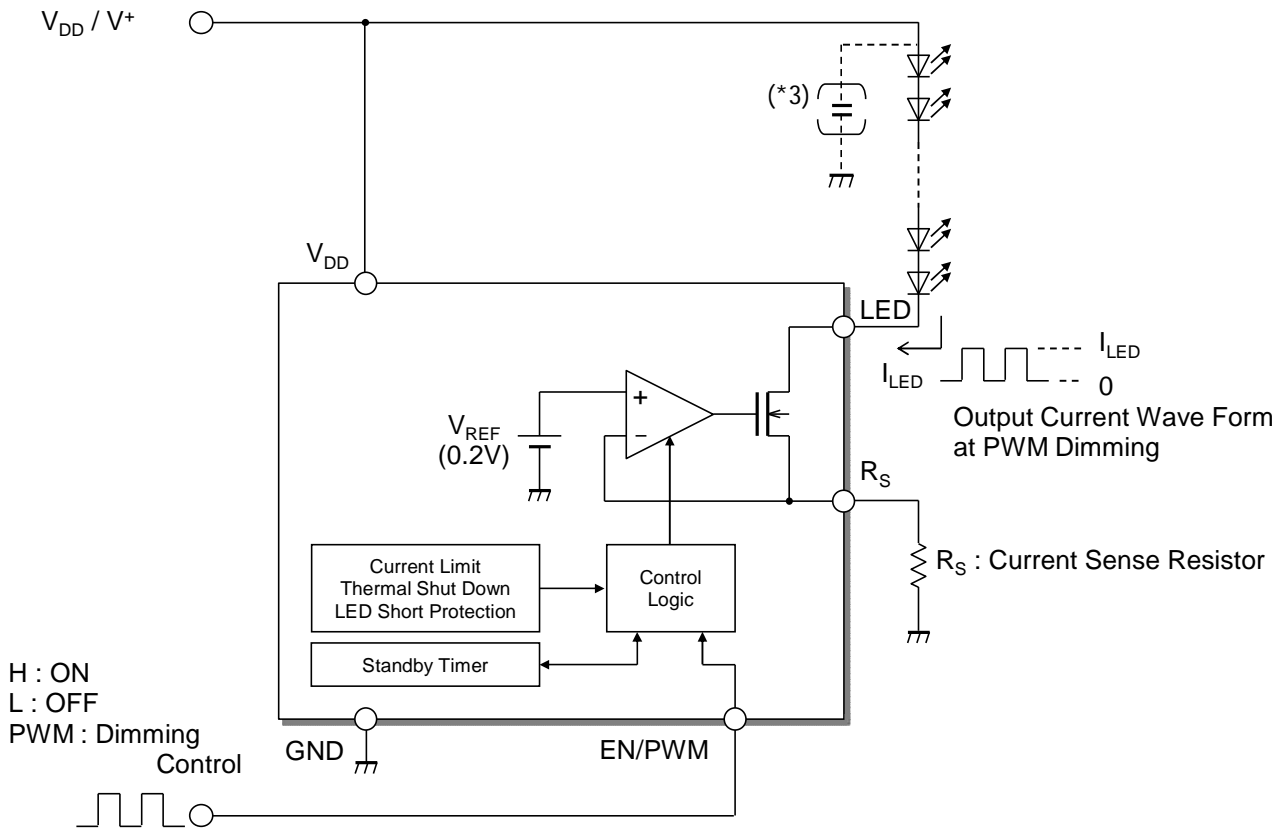 V_DD / V⁺
(*3)
V_DD
LED
I_LED
I_LED
0
Output Current Wave Form
at PWM Dimming
+
−
V_REF
(0.2V)
R_S
R_S : Current Sense Resistor
Current Limit
Thermal Shut Down
LED Short Protection
Control
Logic
Standby Timer
H : ON
L : OFF
PWM : Dimming
Control
GND
EN/PWM